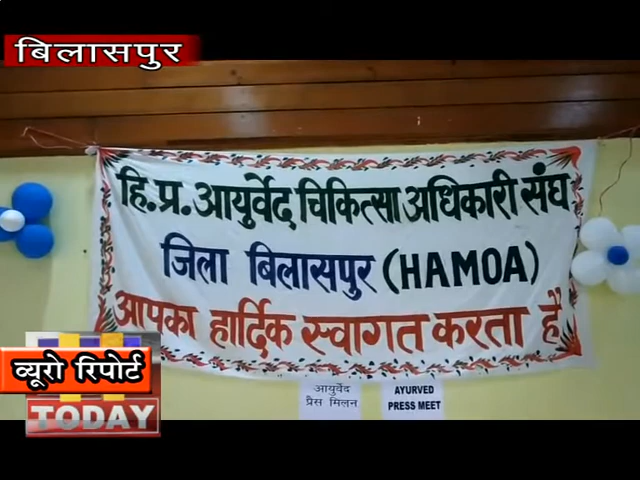 बिलासपुर
हि.प्र. आयुर्वेद चिकित्सा अधिकारी संघ
जिला बिलासपुर (HAMOA)
आपका हार्दिक स्वागत करता है
आयुर्वेद
प्रैस मिलन
AYURVED
PRESS MEET
ब्यूरो रिपोर्ट
TODAY